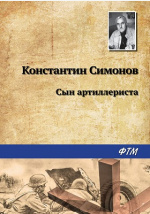 Константин Симонов
Сын артиллериста
ФТМ